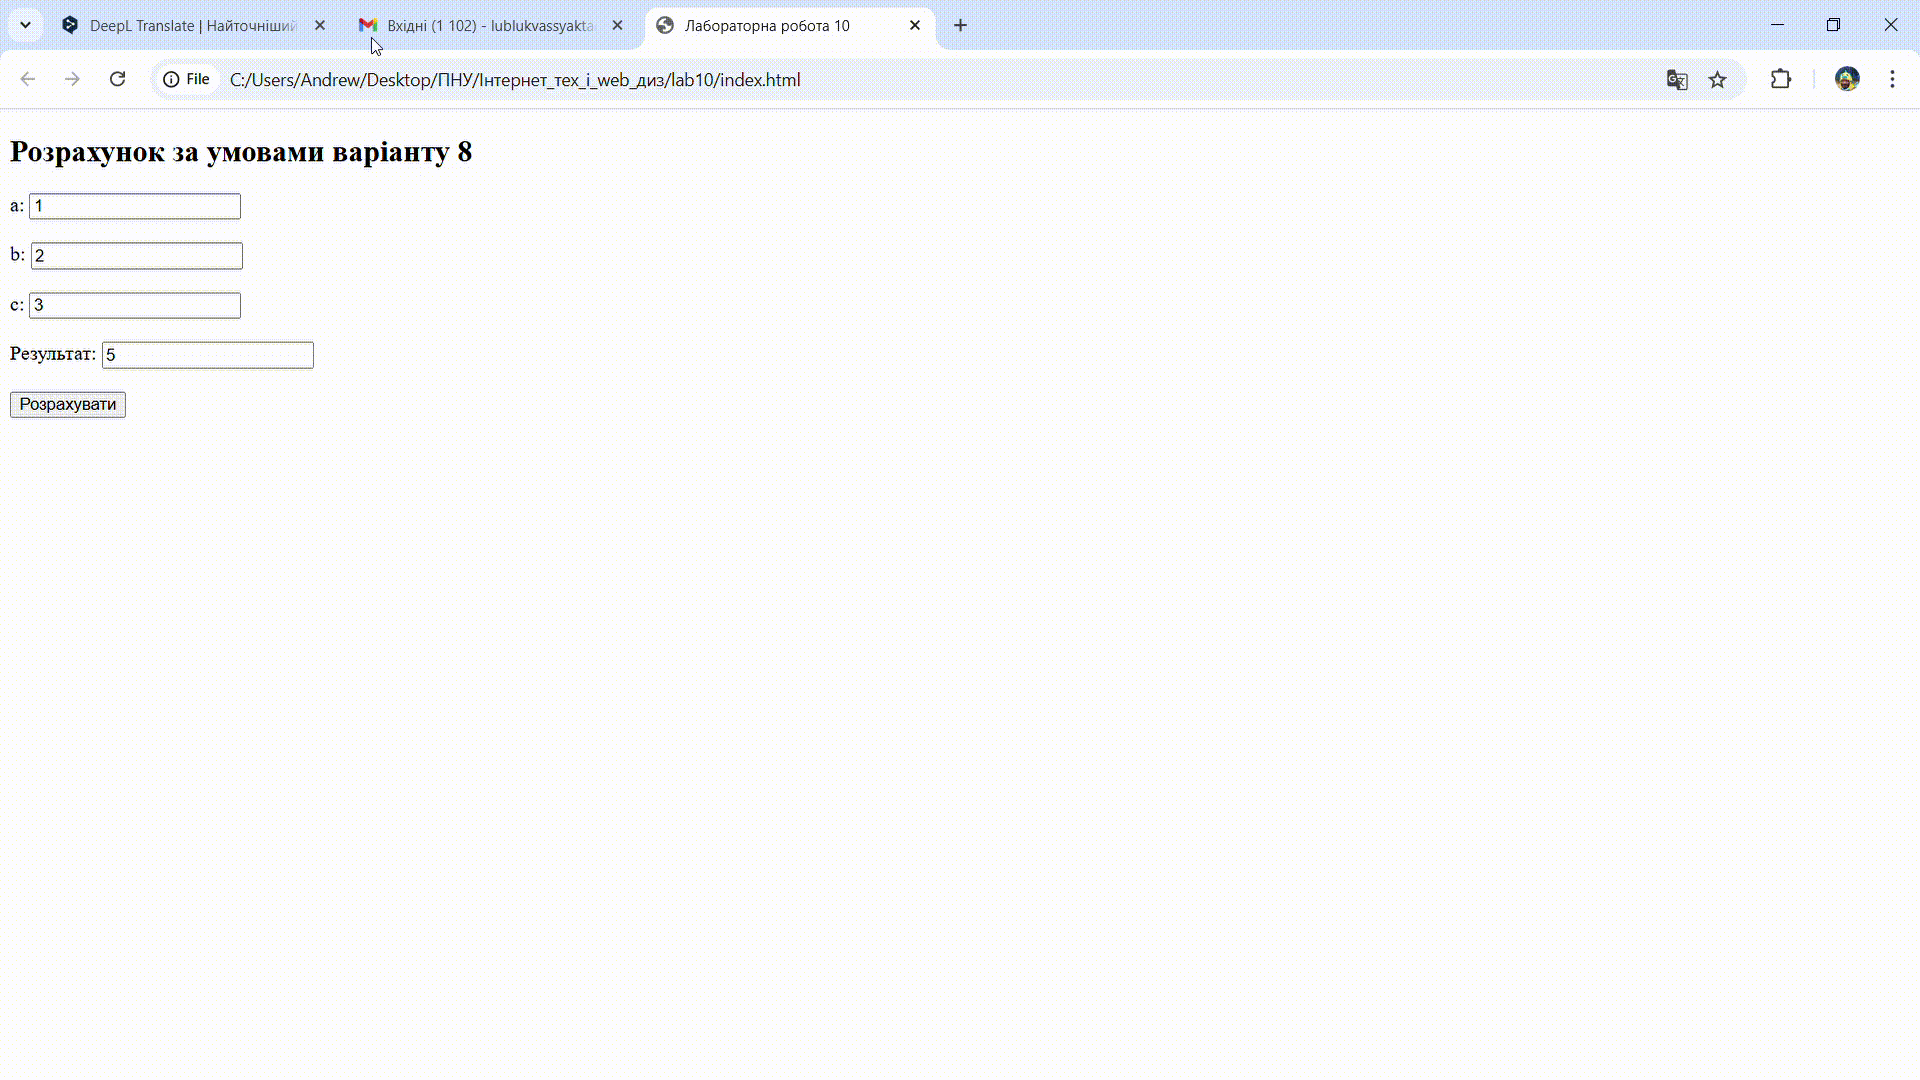 DeepL Translate | Найточніший
Вхідні (1 102) - lublukvassyakta
Лабораторна робота 10
File
C:/Users/Andrew/Desktop/ПНУ/Інтернет_тех_і_web_диз/lab10/index.html
Розрахунок за умовами варіанту 8
a: 1
b: 2
c: 3
Результат: 5
Розрахувати